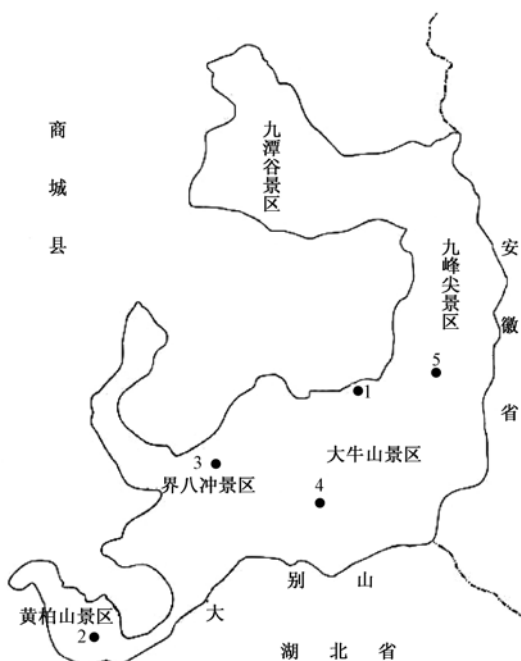 商城县
九潭谷景区
九峰尖景区
安徽省
5
1
大牛山景区
3
界八冲景区
4
大别山
黄柏山景区
2
湖北省